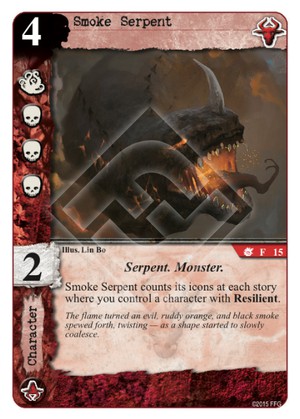 4
Smoke Serpent
Illus. Lin Bo
F 15
2
Serpent. Monster.
Smoke Serpent counts its icons at each story
where you control a character with Resilient.
The flame turned an evil, ruddy orange, and black smoke
spewed forth, twisting — as a shape started to slowly
coalesce.
Character
©2015 FFG